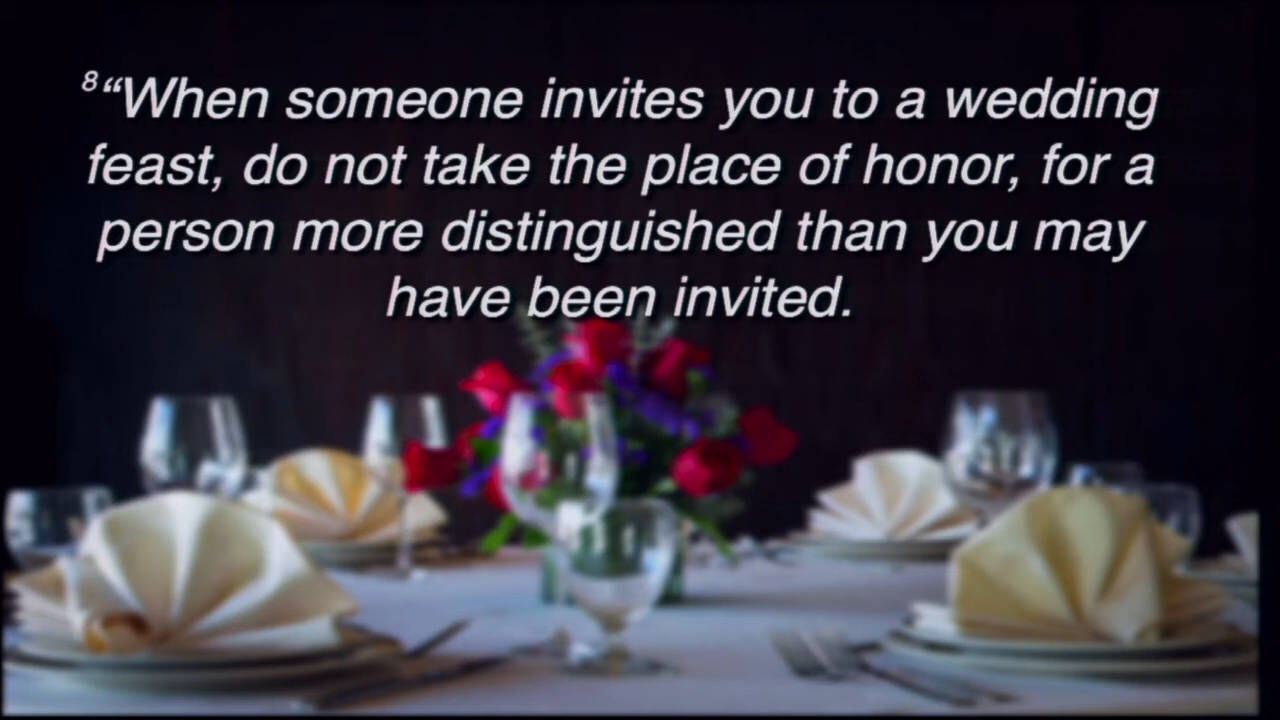 8“When someone invites you to a wedding
feast, do not take the place of honor, for a
person more distinguished than you may
have been invited.